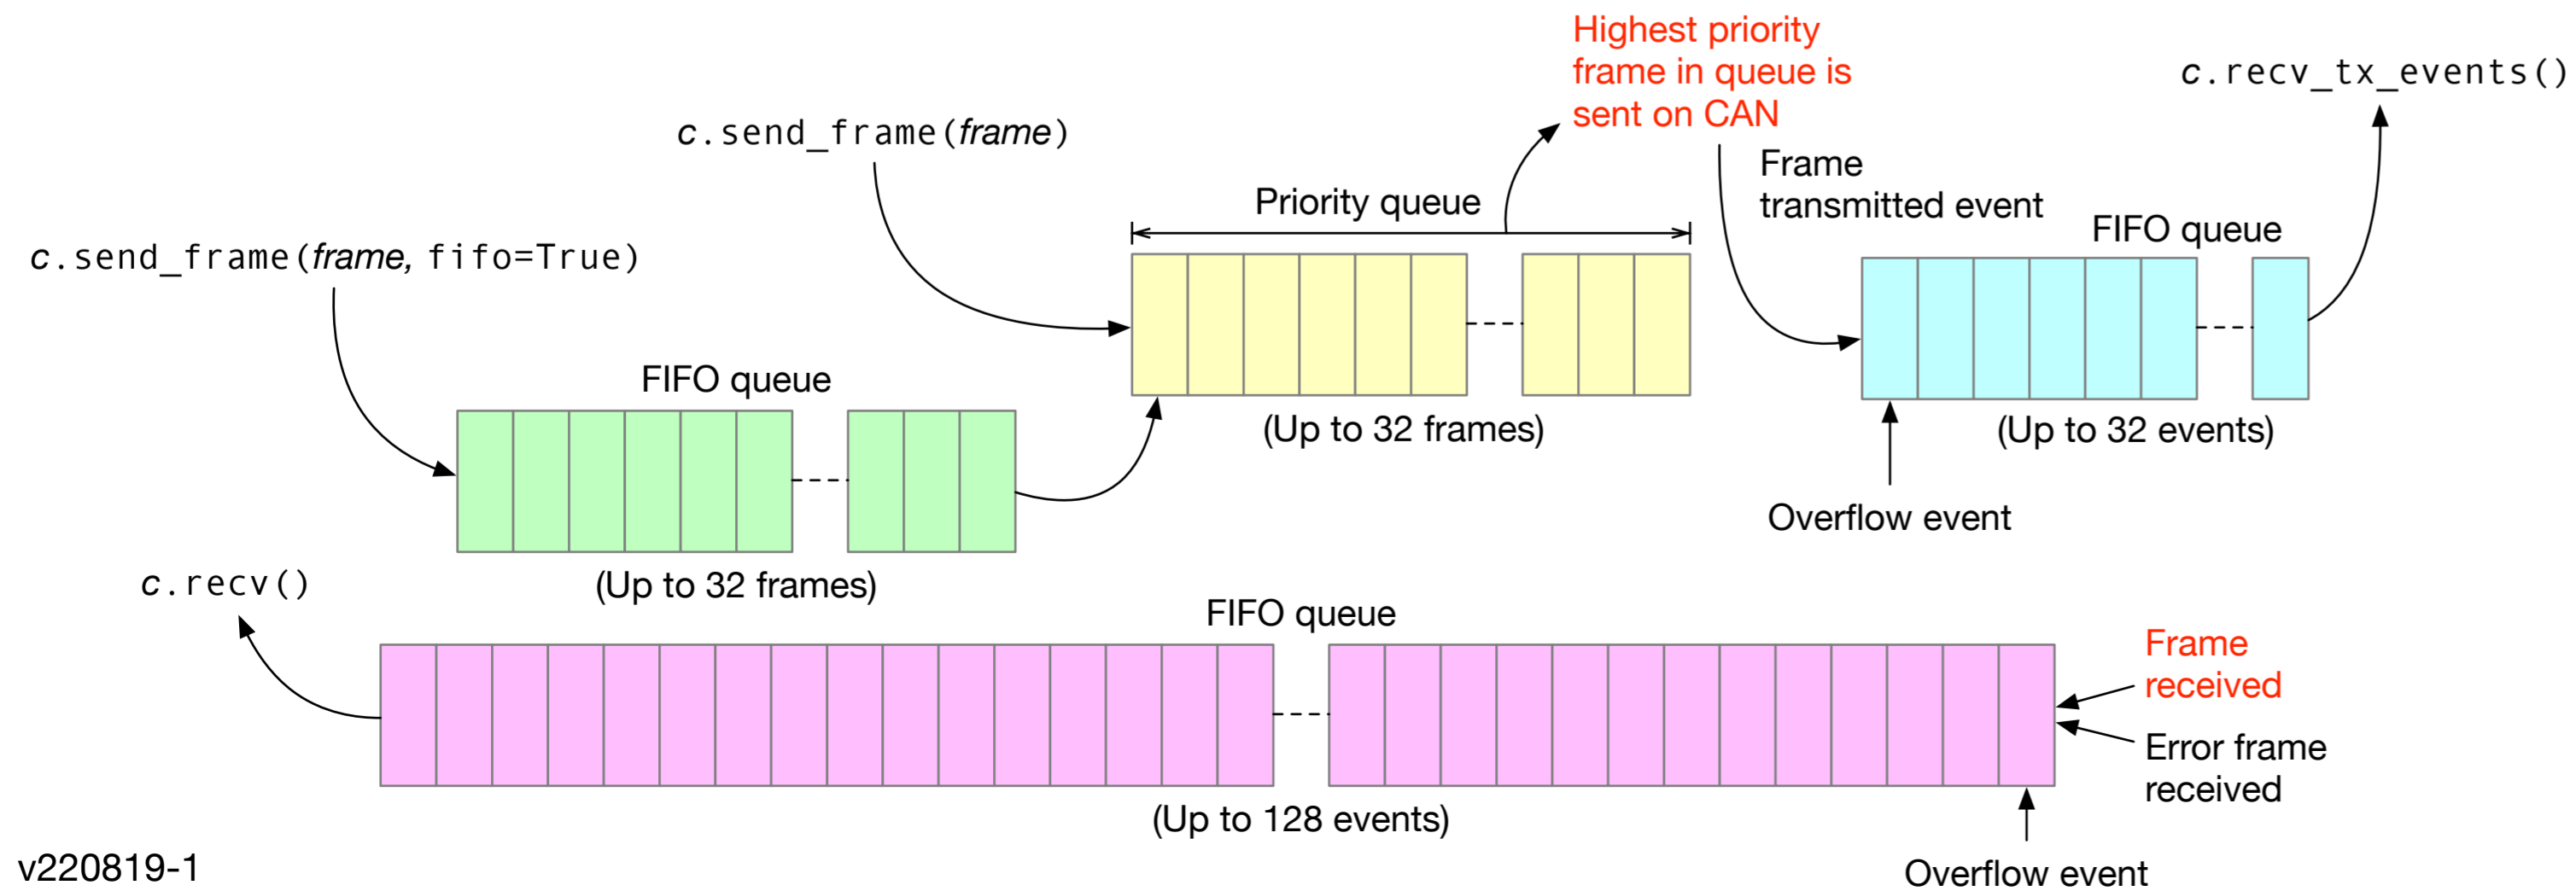 Highest priority
frame in queue is
sent on CAN
c.recv_tx_events()
c.send_frame(frame)
Frame
transmitted event
Priority queue
FIFO queue
c.send_frame(frame, fifo=True)
FIFO queue
(Up to 32 frames)
(Up to 32 events)
Overflow event
c.recv()
(Up to 32 frames)
FIFO queue
Frame
received
Error frame
received
(Up to 128 events)
v220819-1
Overflow event